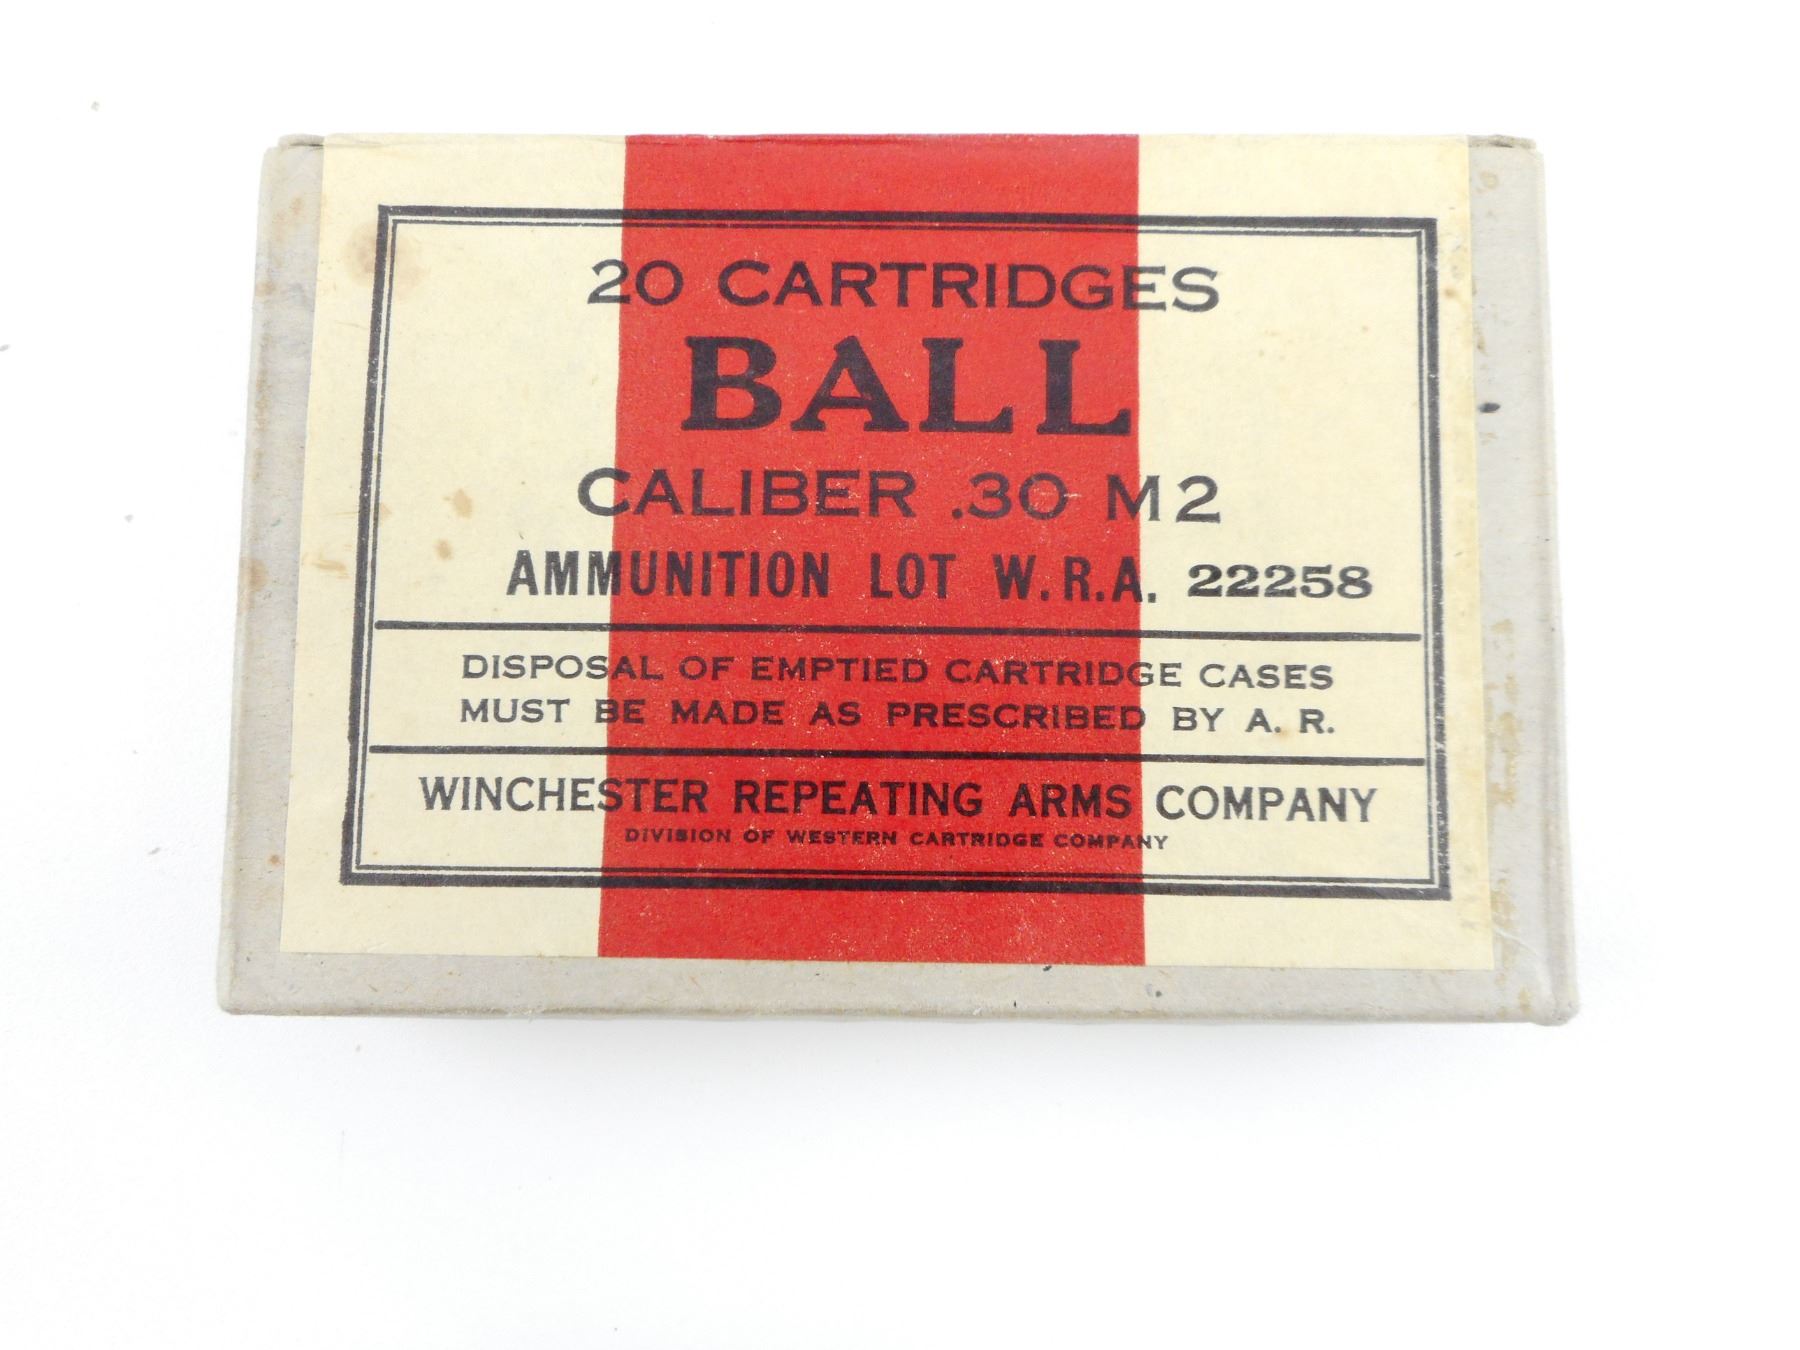 20 CARTRIDGES
BALL
CALIBER .30 M2
AMMUNITION LOT W.R.A. 22258
DISPOSAL OF EMPTIED CARTRIDGE CASES
MUST BE MADE AS PRESCRIBED BY A. R.
WINCHESTER REPEATING ARMS COMPANY
DIVISION OF WESTERN CARTRIDGE COMPANY